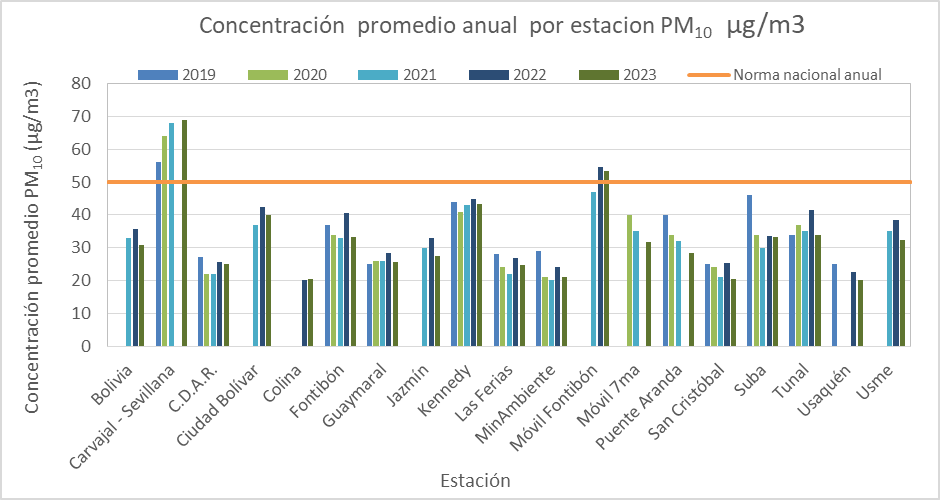 Concentración promedio anual por estacion PM10 µg/m3
2019 2020 2021 2022 2023 Norma nacional anual
Concentración promedio PM10 (µg/m3)
80
70
60
50
40
30
20
10
0
Bolivia
Carvajal - Sevillana
C.D.A.R.
Ciudad Bolívar
Colina
Fontibón
Guaymaral
Jazmín
Kennedy
Las Ferias
MinAmbiente
Móvil Fontibón
Móvil 7ma
Puente Aranda
San Cristóbal
Suba
Tunal
Usaquén
Usme
Estación